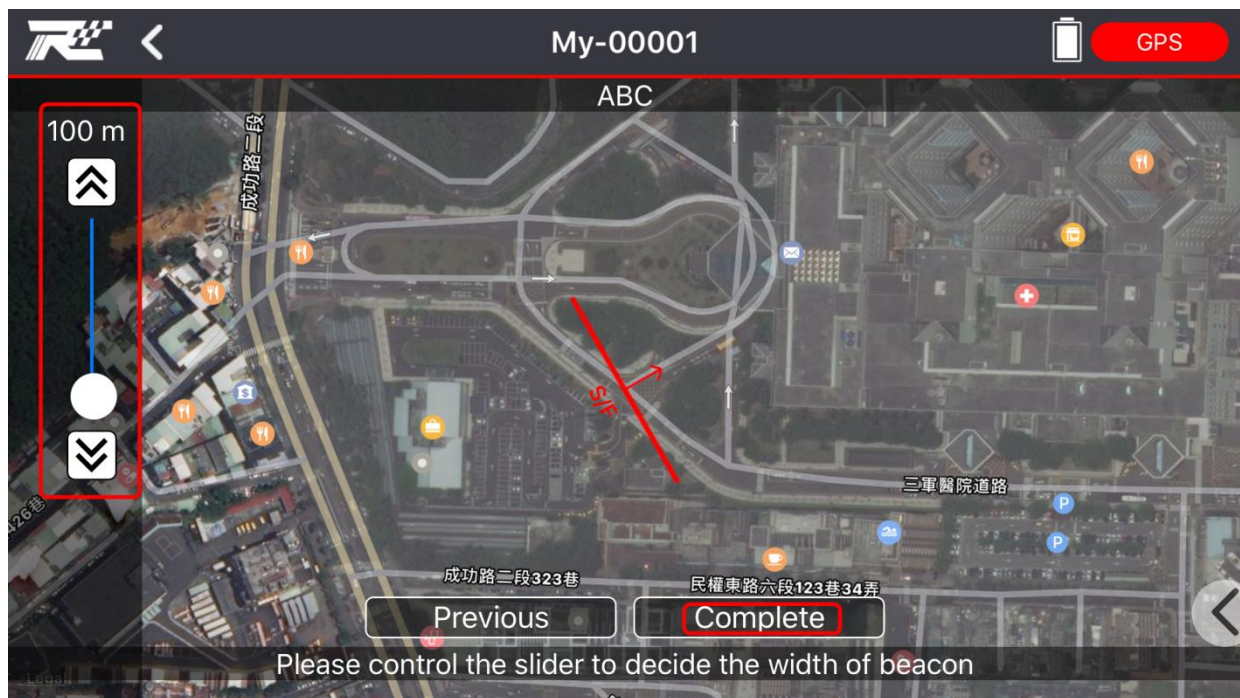 My-00001
GPS
ABC
100 m
成功路二段
S/F
三軍醫院道路
426巷
成功路二段323巷
民權東路六段123巷34弄
P
P
Previous
Complete
Please control the slider to decide the width of beacon
Legal